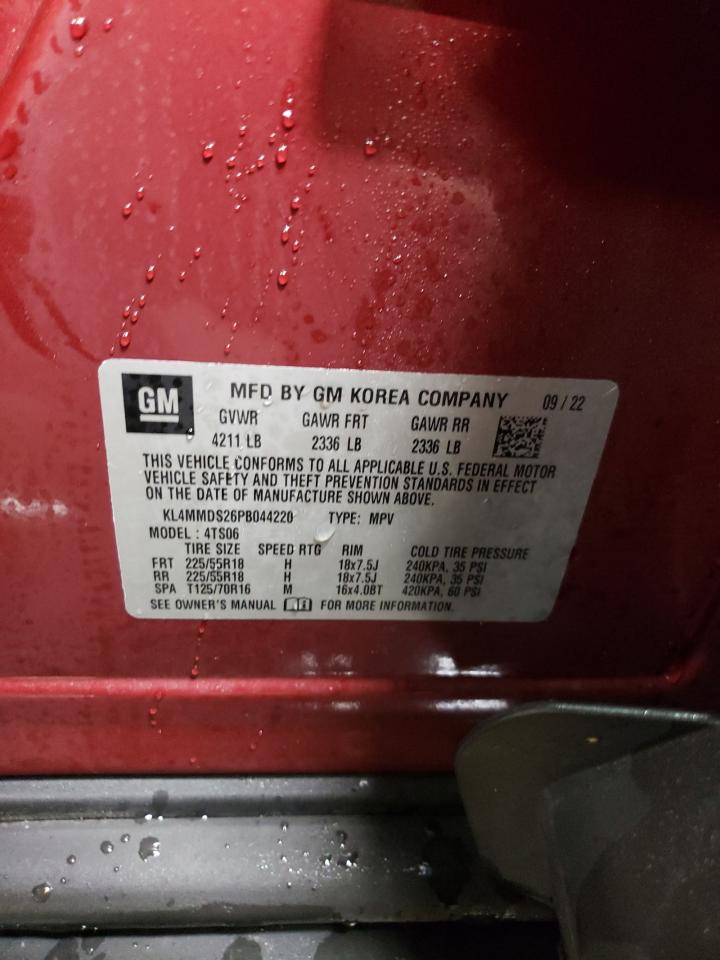 GM
MFD BY GM KOREA COMPANY 09 / 22
GVWR GAWR FRT GAWR RR
4211 LB 2336 LB 2336 LB
THIS VEHICLE CONFORMS TO ALL APPLICABLE U.S. FEDERAL MOTOR
VEHICLE SAFETY AND THEFT PREVENTION STANDARDS IN EFFECT
ON THE DATE OF MANUFACTURE SHOWN ABOVE.
KL4MMDS26PB044220 TYPE: MPV
MODEL : 4TS06
TIRE SIZE SPEED RTG RIM COLD TIRE PRESSURE
FRT 225/55R18 H 18x7.5J 240KPA, 35 PSI
RR 225/55R18 H 18x7.5J 240KPA, 35 PSI
SPA T125/70R16 M 16x4.0BT 420KPA, 60 PSI
SEE OWNER'S MANUAL FOR MORE INFORMATION.